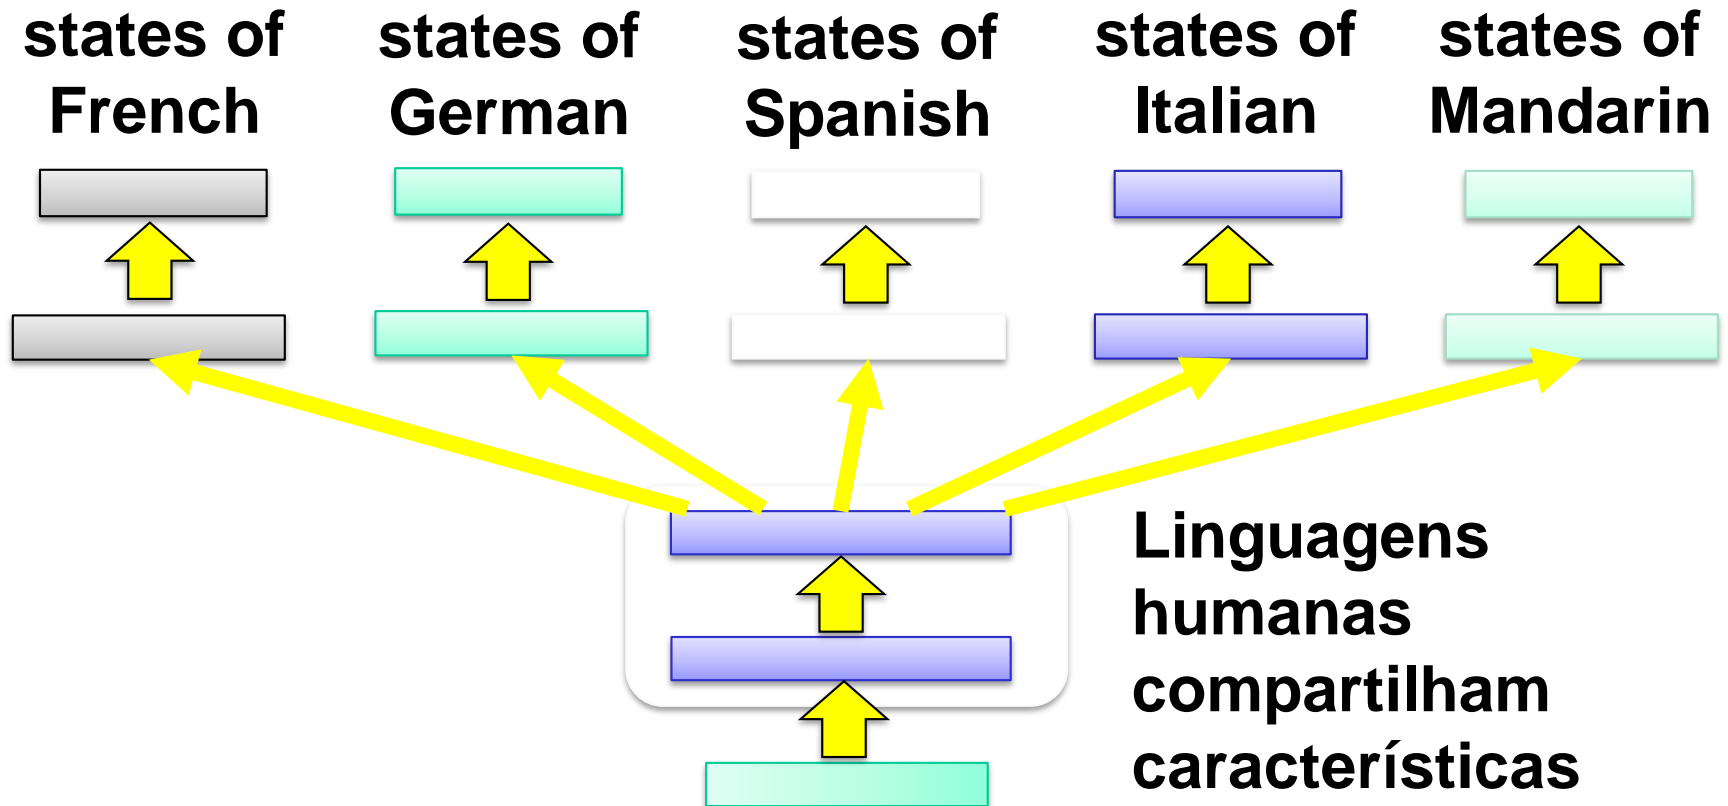 states of
French
states of
German
states of
Spanish
states of
Italian
states of
Mandarin
Linguagens
humanas
compartilham
características